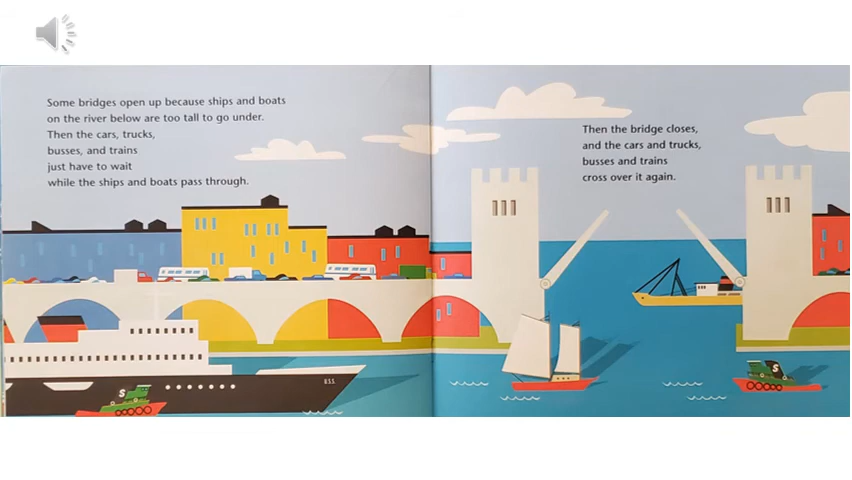 Some bridges open up because ships and boats
on the river below are too tall to go under.
Then the cars, trucks,
busses, and trains
just have to wait
while the ships and boats pass through.
Then the bridge closes,
and the cars and trucks,
busses and trains
cross over it again.
B.S.S.
S
S